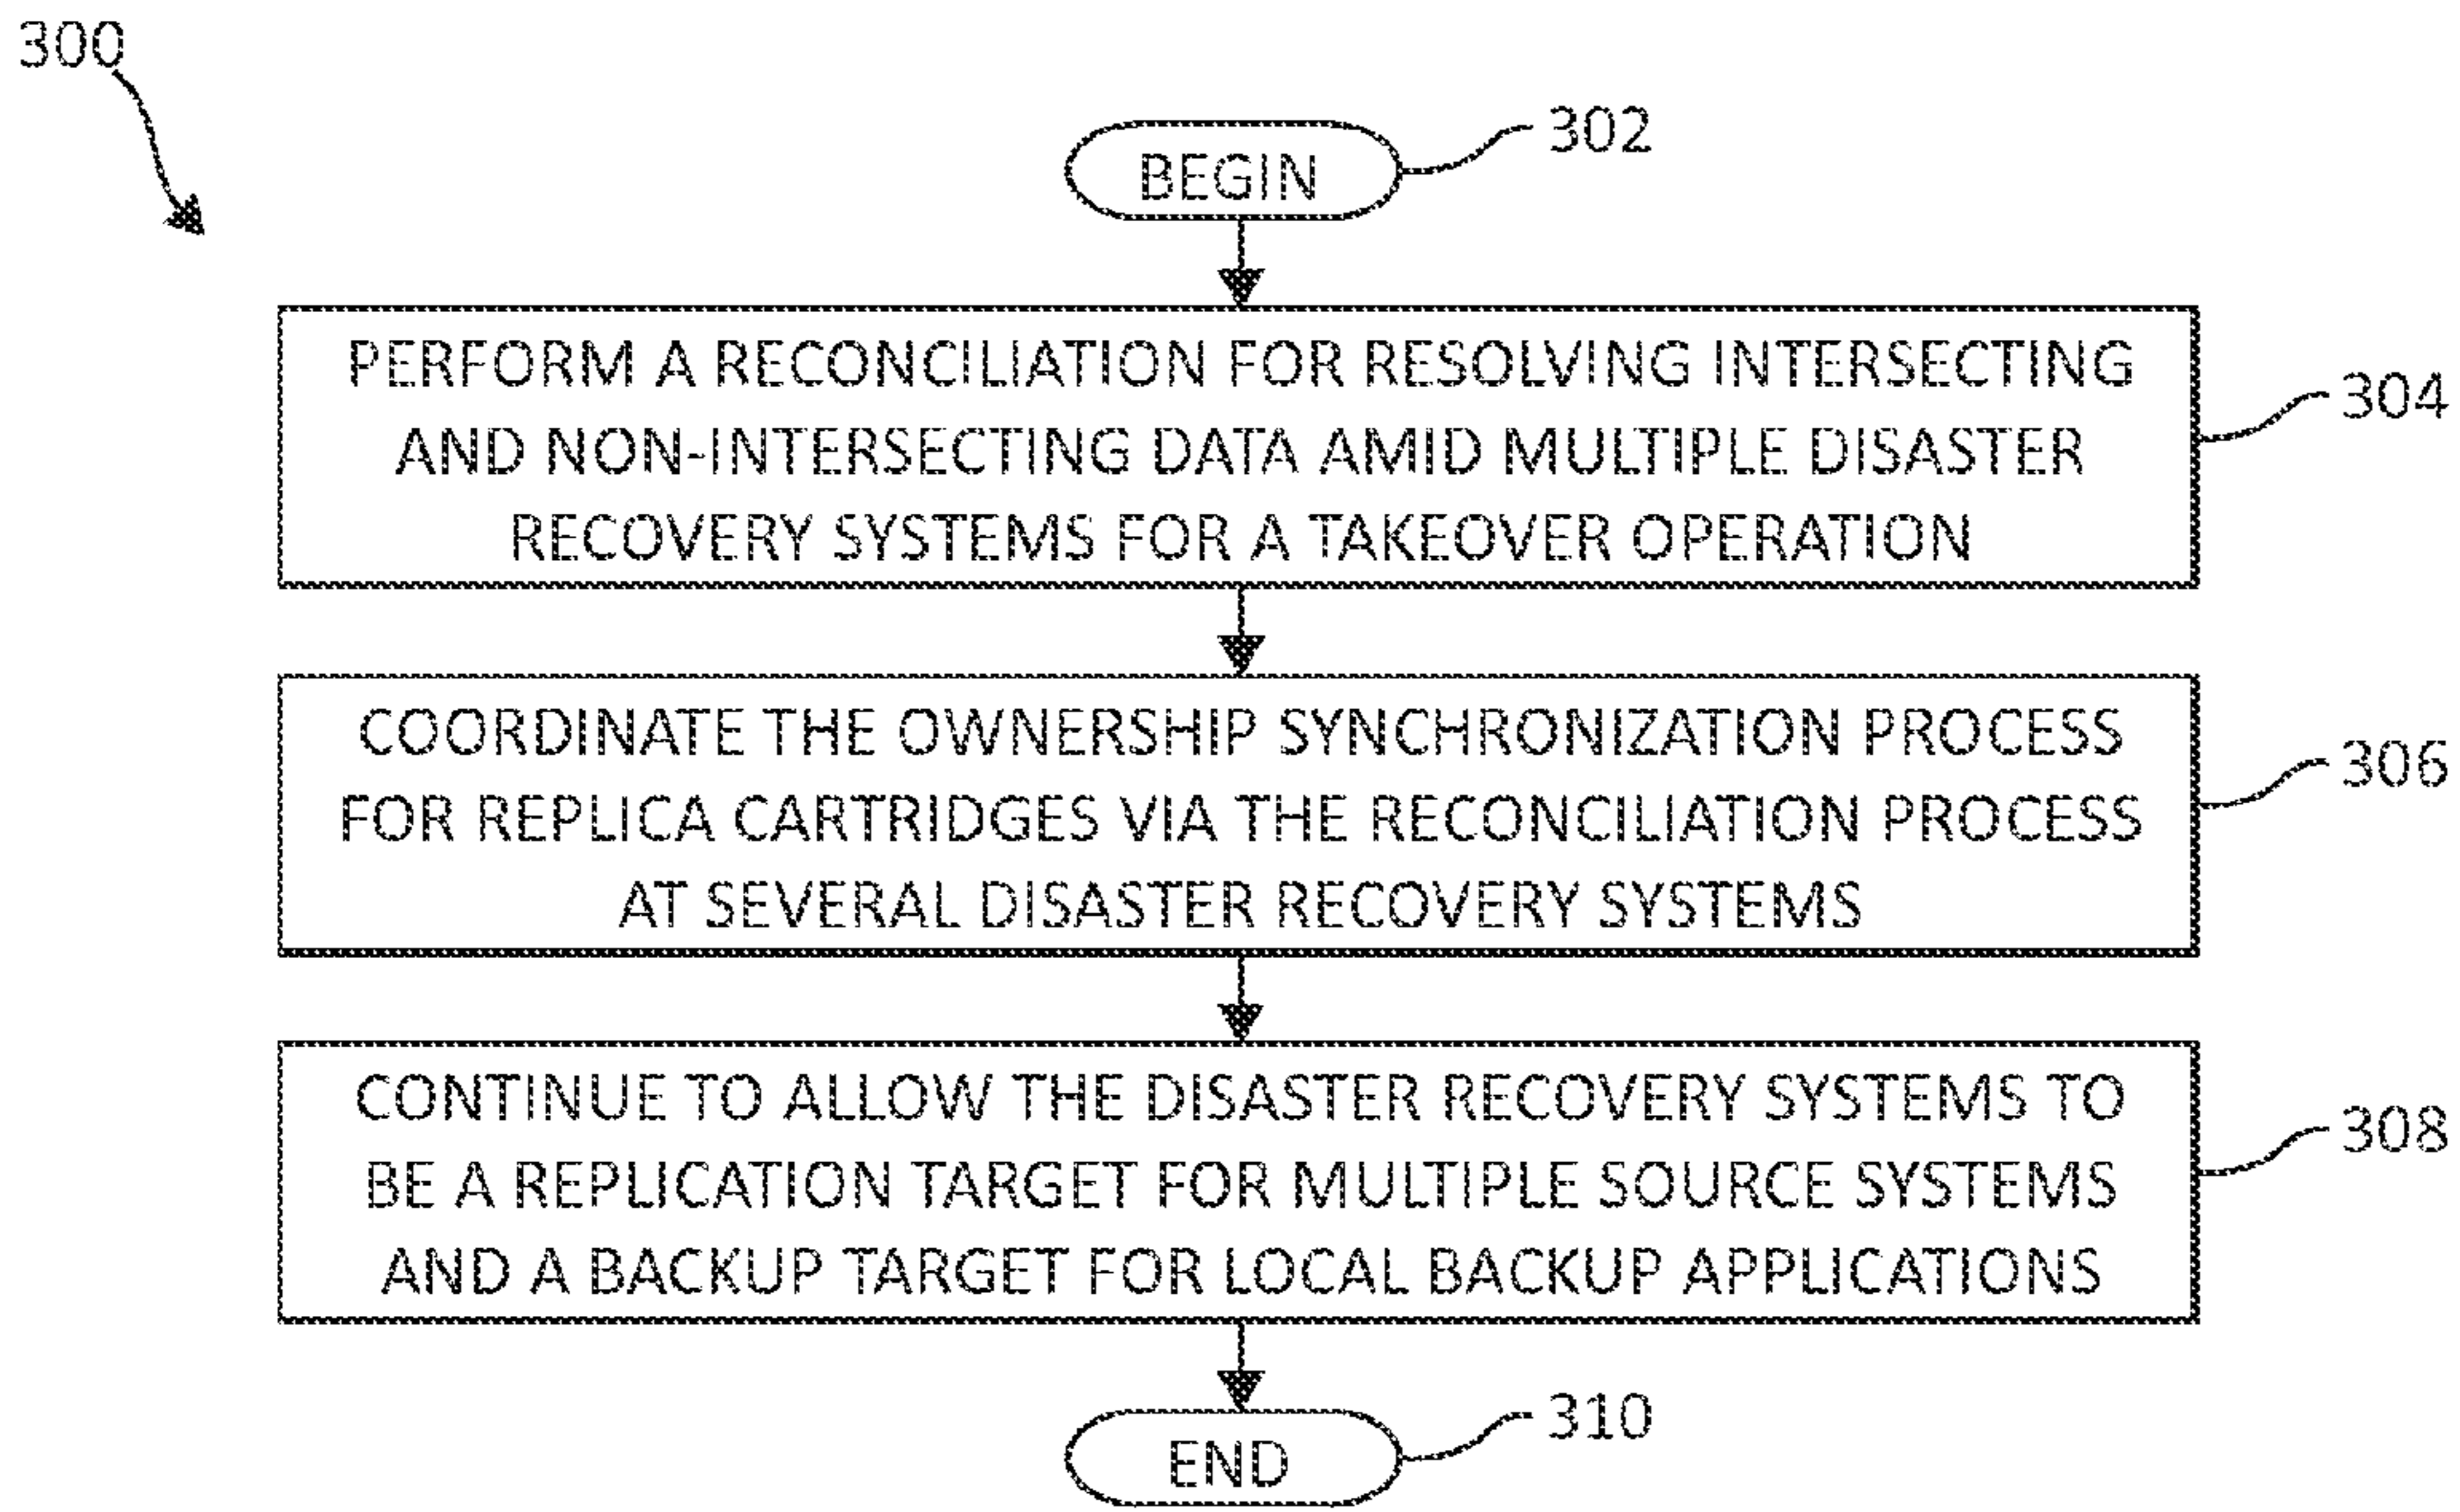 300
BEGIN
302
PERFORM A RECONCILIATION FOR RESOLVING INTERSECTING
AND NON-INTERSECTING DATA AMID MULTIPLE DISASTER
RECOVERY SYSTEMS FOR A TAKEOVER OPERATION
304
COORDINATE THE OWNERSHIP SYNCHRONIZATION PROCESS
FOR REPLICA CARTRIDGES VIA THE RECONCILIATION PROCESS
AT SEVERAL DISASTER RECOVERY SYSTEMS
306
CONTINUE TO ALLOW THE DISASTER RECOVERY SYSTEMS TO
BE A REPLICATION TARGET FOR MULTIPLE SOURCE SYSTEMS
AND A BACKUP TARGET FOR LOCAL BACKUP APPLICATIONS
308
END
310